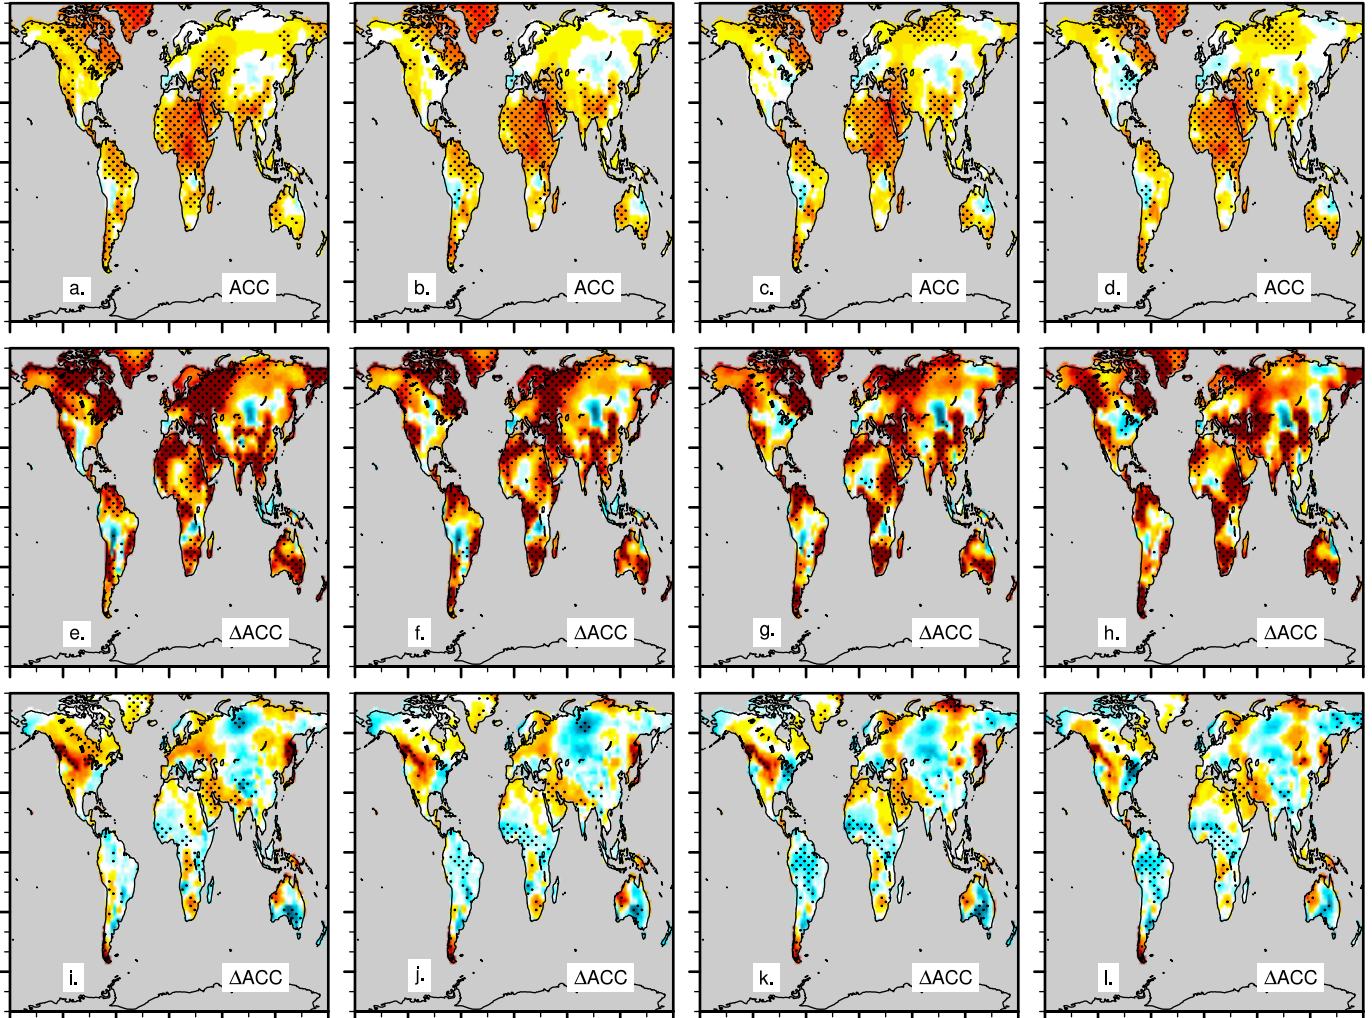 a. ACC
b. ACC
c. ACC
d. ACC
e. ΔACC
f. ΔACC
g. ΔACC
h. ΔACC
i. ΔACC
j. ΔACC
k. ΔACC
l. ΔACC